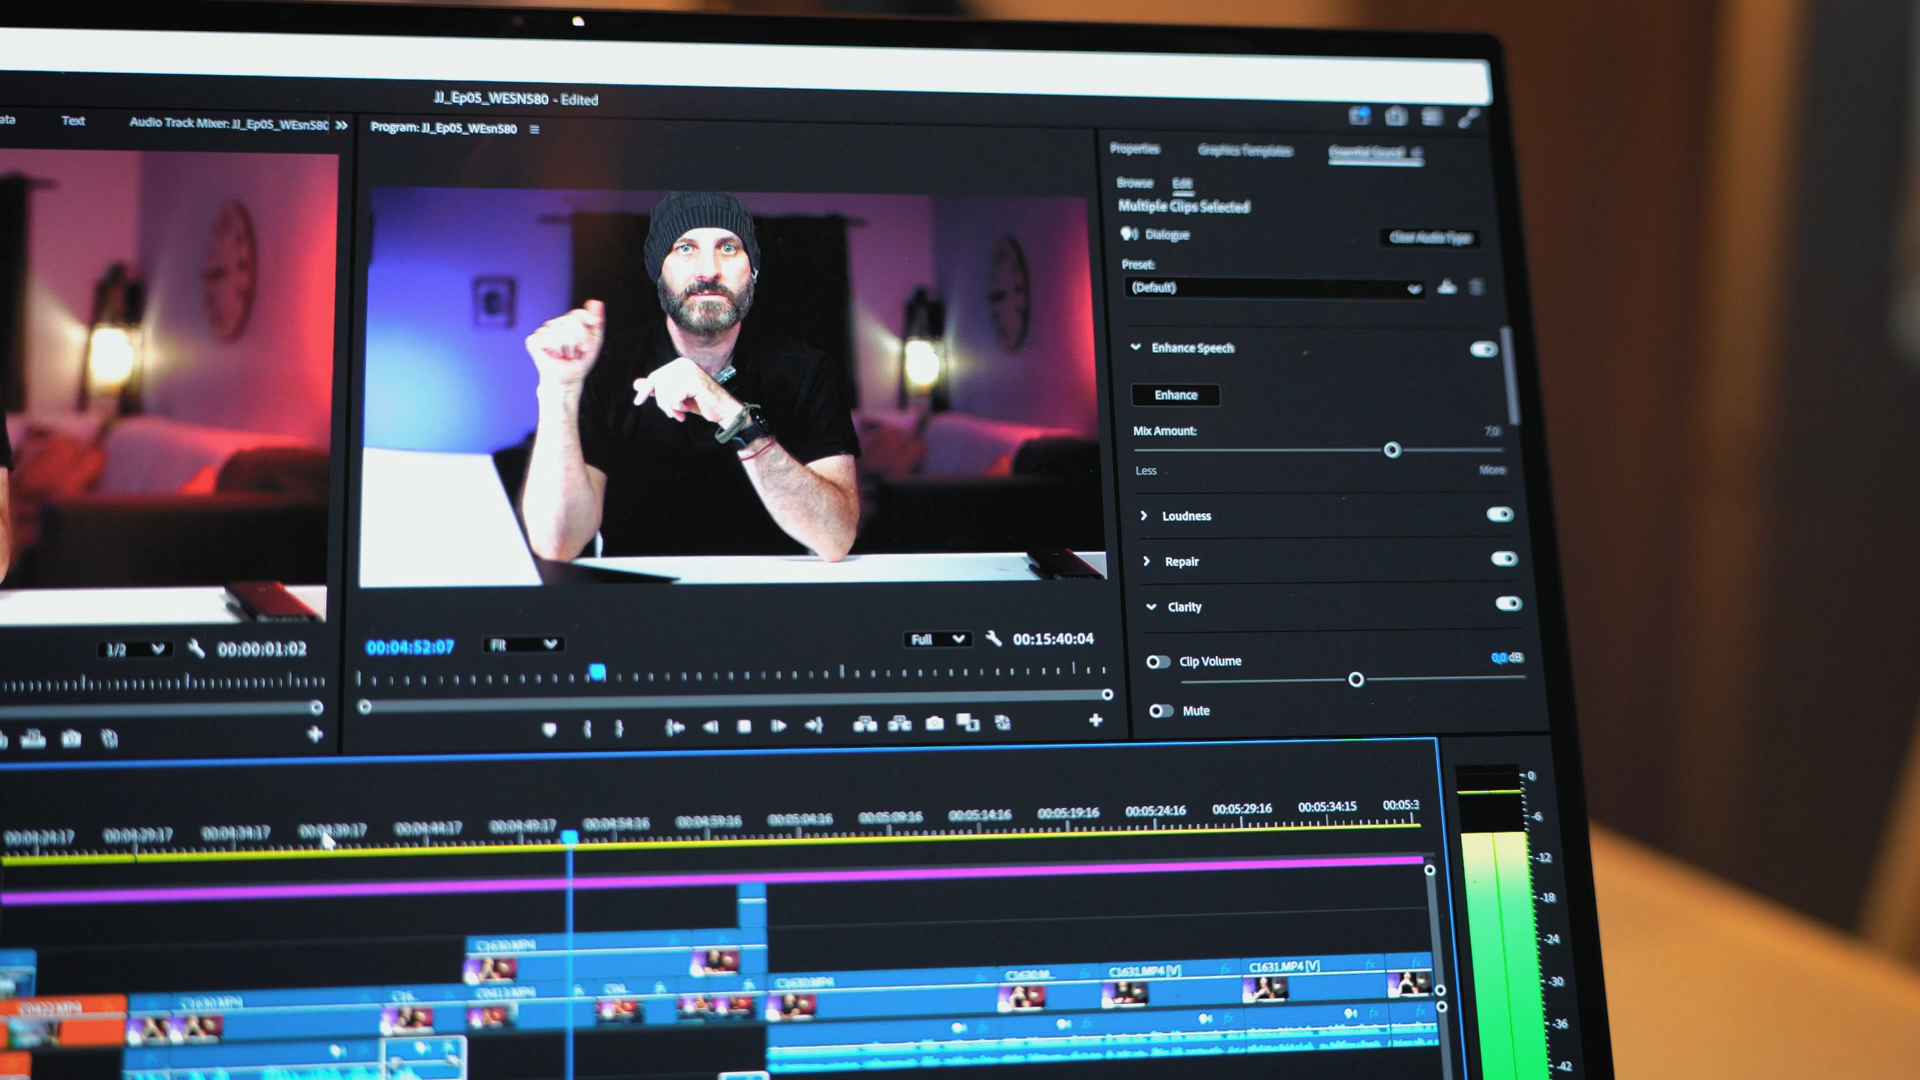 JJ_Ep05_WESN580 - Edited
ata
Text
Audio Track Mixer: JJ_Ep05_WEsn580
Program: JJ_Ep05_WEsn580
Properties
Graphics Templates
Essential Sound
Browse
Edit
Multiple Clips Selected
Dialogue
Clear Audio Type
Preset:
(Default)
Enhance Speech
Enhance
Mix Amount:
7,0
Less
More
Loudness
Repair
Clarity
Clip Volume
0,0 dB
Mute
1/2
00:00:01:02
00:04:52:07
Fit
Full
00:15:40:04
00:04:24:17
00:04:29:17
00:04:34:17
00:04:39:17
00:04:44:17
00:04:49:17
00:04:54:16
00:04:59:16
00:05:04:16
00:05:09:16
00:05:14:16
00:05:19:16
00:05:24:16
00:05:29:16
00:05:34:15
00:05:3
C1630.MP4
C1630.MP4
C1630.M...
C1631.MP4 [V]
C1631.MP4 [V]
C0422.MP4
C1630.MP4
C16...
C0413.MP4
fx
fx
fx
fx
0
-6
-12
-18
-24
-30
-36
-42